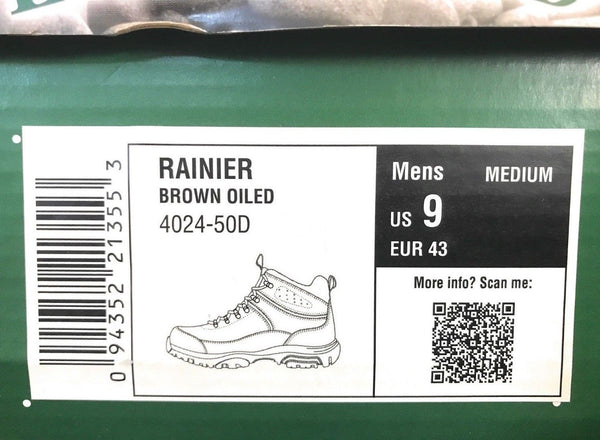 RAINIER
BROWN OILED
4024-50D
Mens MEDIUM
US 9
EUR 43
More info? Scan me:
0 94352 21355 3